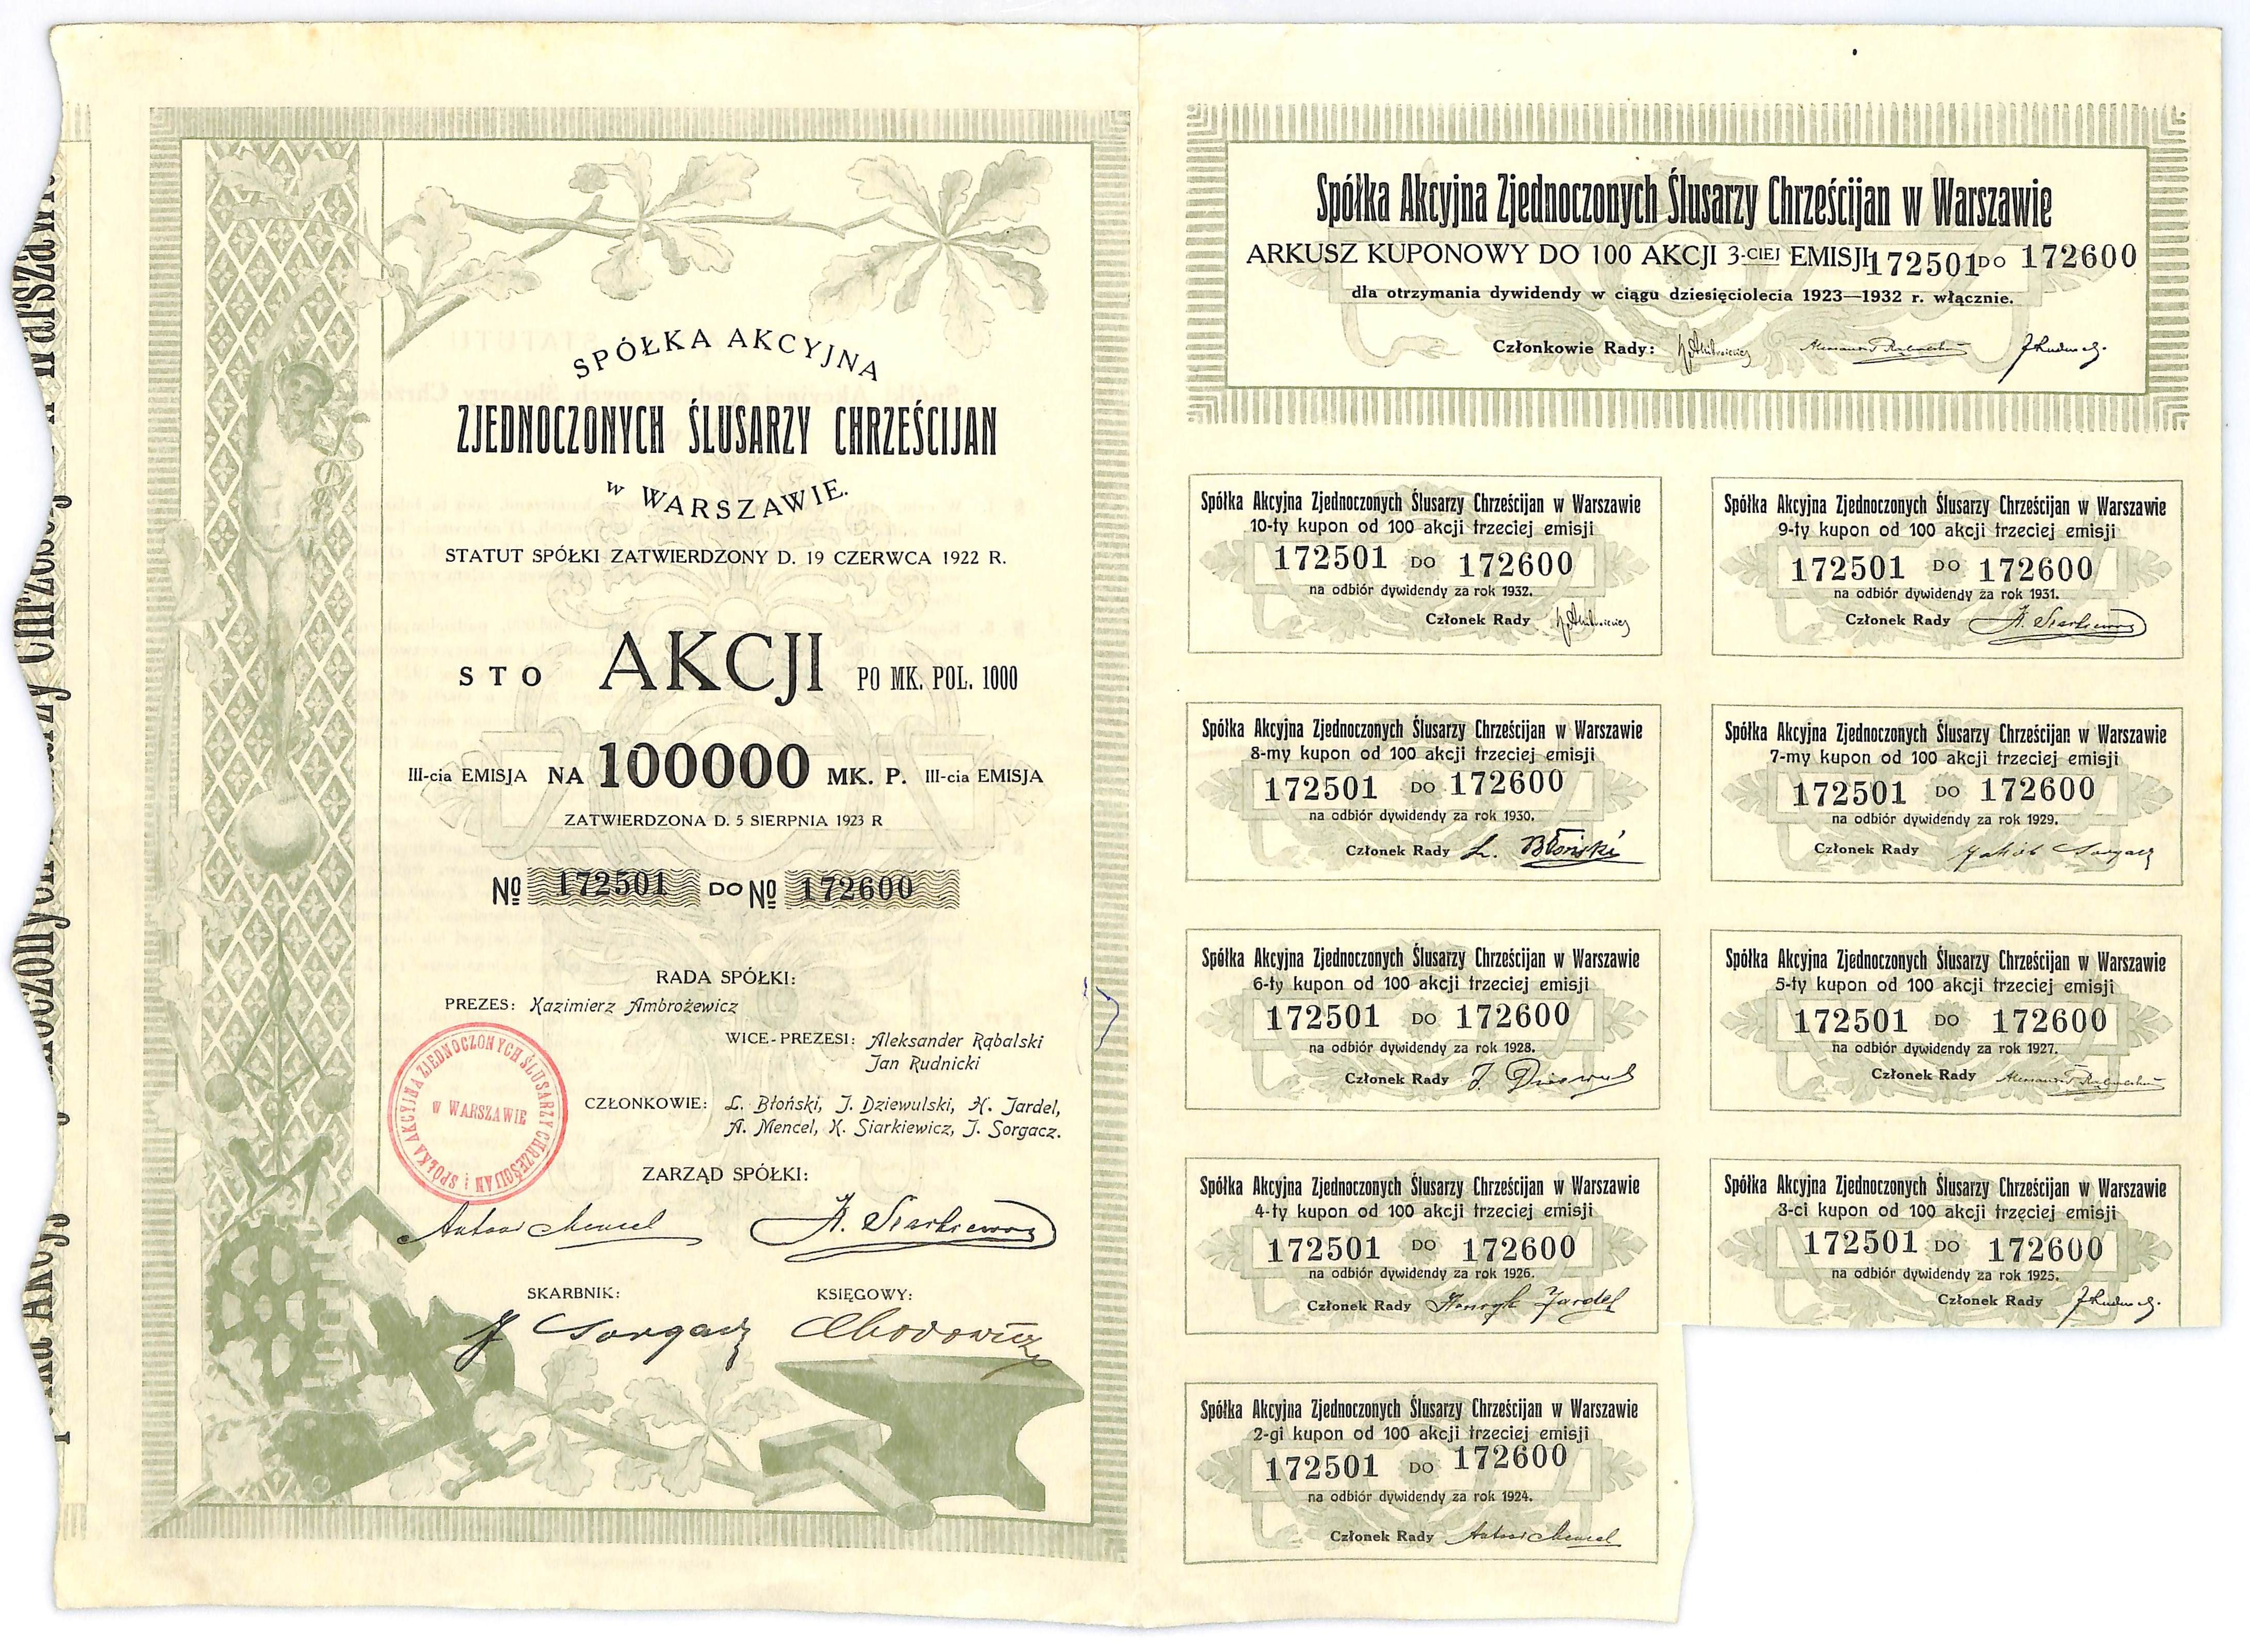 SPÓŁKA AKCYJNA
ZJEDNOCZONYCH ŚLUSARZY CHRZEŚCIJAN
w WARSZAWIE.
STATUT SPÓŁKI ZATWIERDZONY D. 19 CZERWCA 1922 R.
STO AKCJI PO MK. POL. 1000
III-cia EMISJA NA 100000 MK. P. III-cia EMISJA
ZATWIERDZONA D. 5 SIERPNIA 1923 R
No 172501 DO No 172600
RADA SPÓŁKI:
PREZES: Kazimierz Ambrożewicz
WICE-PREZESI: Aleksander Rąbalski
Jan Rudnicki
CZŁONKOWIE: L. Błoński, J. Dziewulski, H. Jardel,
A. Mencel, K. Siarkiewicz, J. Sorgacz.
SPÓŁKA AKCYJNA ZJEDNOCZONYCH ŚLUSARZY CHRZEŚCIJAN
W WARSZAWIE
ZARZĄD SPÓŁKI:
Antoni Mencel K. Siarkiewicz
SKARBNIK: KSIĘGOWY:
J Sorgacz
Spółka Akcyjna Zjednoczonych Ślusarzy Chrześcijan w Warszawie
ARKUSZ KUPONOWY DO 100 AKCJI 3-CIEJ EMISJI 172501 DO 172600
dla otrzymania dywidendy w ciągu dziesięciolecia 1923—1932 r. włącznie.
Członkowie Rady:
Spółka Akcyjna Zjednoczonych Ślusarzy Chrześcijan w Warszawie
10-ty kupon od 100 akcji trzeciej emisji
172501 DO 172600
na odbiór dywidendy za rok 1932.
Członek Rady
Spółka Akcyjna Zjednoczonych Ślusarzy Chrześcijan w Warszawie
9-ty kupon od 100 akcji trzeciej emisji
172501 DO 172600
na odbiór dywidendy za rok 1931.
Członek Rady K. Siarkiewicz
Spółka Akcyjna Zjednoczonych Ślusarzy Chrześcijan w Warszawie
8-my kupon od 100 akcji trzeciej emisji
172501 DO 172600
na odbiór dywidendy za rok 1930.
Członek Rady L. Błoński
Spółka Akcyjna Zjednoczonych Ślusarzy Chrześcijan w Warszawie
7-my kupon od 100 akcji trzeciej emisji
172501 DO 172600
na odbiór dywidendy za rok 1929.
Członek Rady Jakób Sorgacz
Spółka Akcyjna Zjednoczonych Ślusarzy Chrześcijan w Warszawie
6-ty kupon od 100 akcji trzeciej emisji
172501 DO 172600
na odbiór dywidendy za rok 1928.
Członek Rady
Spółka Akcyjna Zjednoczonych Ślusarzy Chrześcijan w Warszawie
5-ty kupon od 100 akcji trzeciej emisji
172501 DO 172600
na odbiór dywidendy za rok 1927.
Członek Rady
Spółka Akcyjna Zjednoczonych Ślusarzy Chrześcijan w Warszawie
4-ty kupon od 100 akcji trzeciej emisji
172501 DO 172600
na odbiór dywidendy za rok 1926.
Członek Rady Henryk Jardel
Spółka Akcyjna Zjednoczonych Ślusarzy Chrześcijan w Warszawie
3-ci kupon od 100 akcji trzeciej emisji
172501 DO 172600
na odbiór dywidendy za rok 1925.
Członek Rady
Spółka Akcyjna Zjednoczonych Ślusarzy Chrześcijan w Warszawie
2-gi kupon od 100 akcji trzeciej emisji
172501 DO 172600
na odbiór dywidendy za rok 1924.
Członek Rady Antoni Mencel